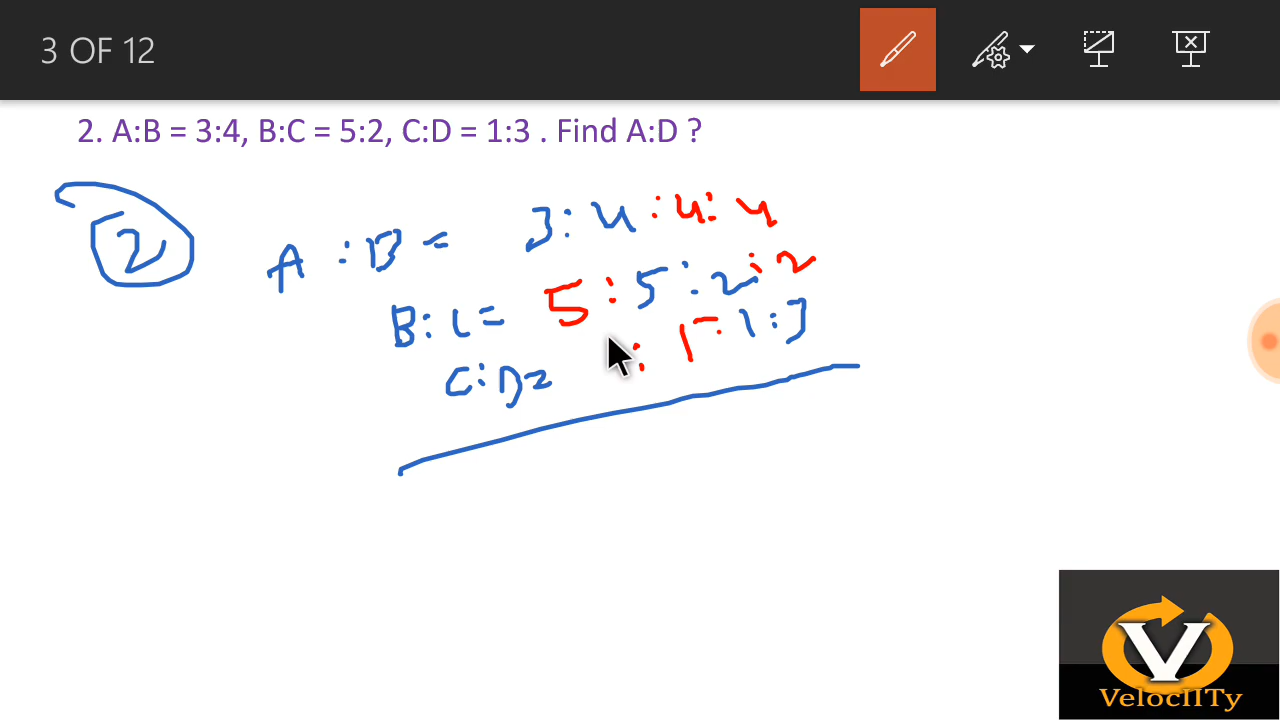 3 OF 12
2. A:B = 3:4, B:C = 5:2, C:D = 1:3 . Find A:D ?
2
A : B = 3 : 4 : 4 : 4
B : C = 5 : 5 : 2 : 2
C : D = : 1 : 1 : 3
V
VelocIITy